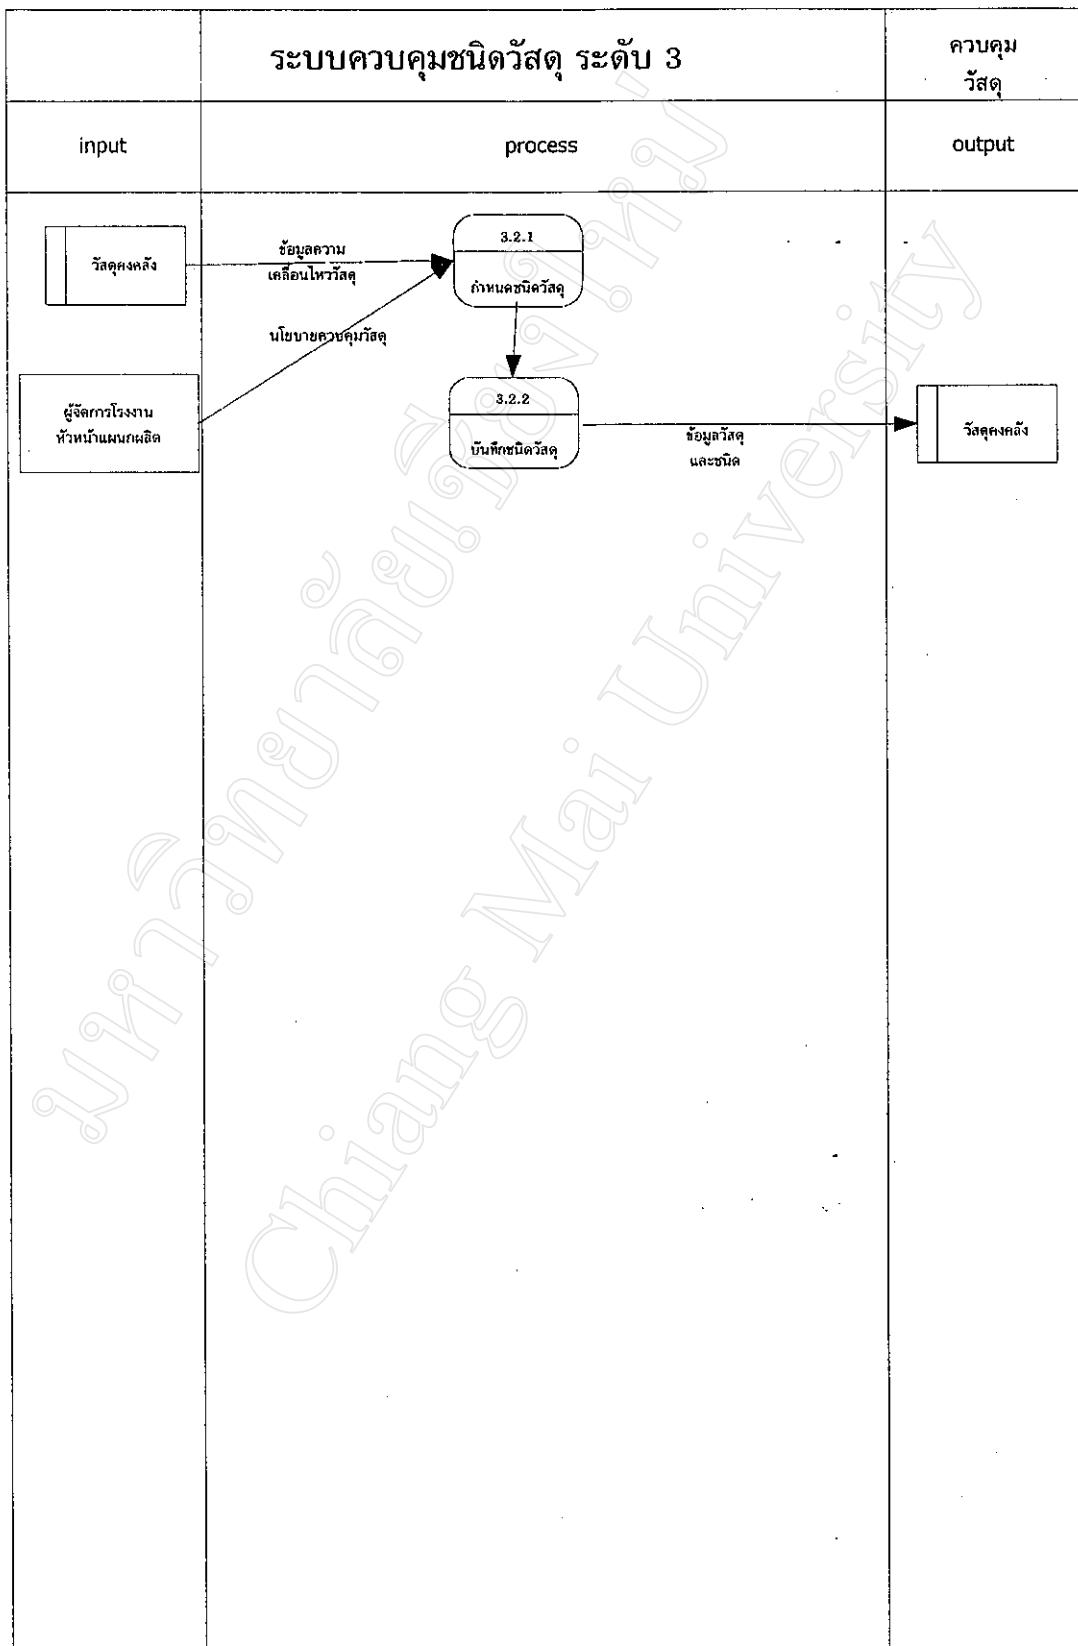 ระบบควบคุมชนิดวัสดุ ระดับ 3
ควบคุม
วัสดุ
input
process
output
วัสดุคงคลัง
ข้อมูลความ
เคลื่อนไหววัสดุ
3.2.1
กำหนดชนิดวัสดุ
นโยบายควบคุมวัสดุ
ผู้จัดการโรงงาน
หัวหน้าแผนกผลิต
3.2.2
บันทึกชนิดวัสดุ
ข้อมูลวัสดุ
และชนิด
วัสดุคงคลัง
มหาวิทยาลัยเชียงใหม่
Chiang Mai University